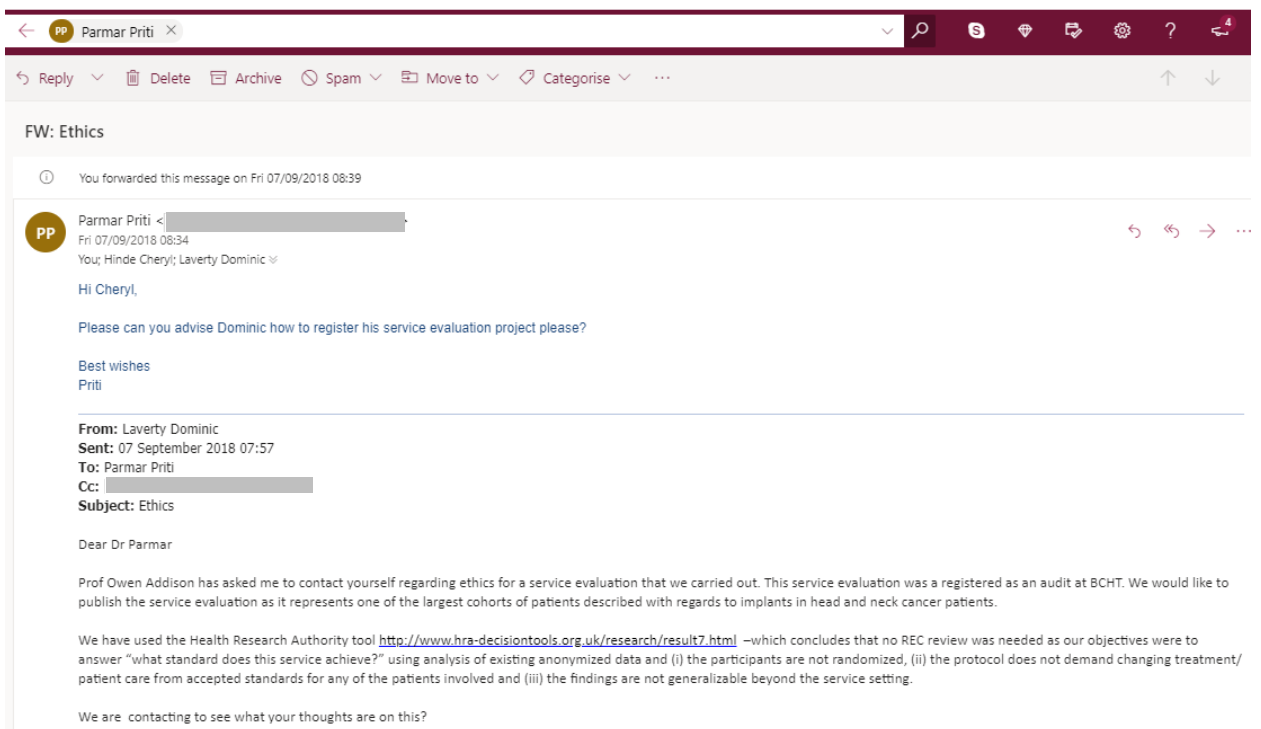 PP Parmar Priti ×
S ? 4
Reply Delete Archive Spam Move to Categorise ...
FW: Ethics
You forwarded this message on Fri 07/09/2018 08:39
PP
Parmar Priti <
Fri 07/09/2018 08:34
You; Hinde Cheryl; Laverty Dominic
Hi Cheryl,
Please can you advise Dominic how to register his service evaluation project please?
Best wishes
Priti
From: Laverty Dominic
Sent: 07 September 2018 07:57
To: Parmar Priti
Cc:
Subject: Ethics
Dear Dr Parmar
Prof Owen Addison has asked me to contact yourself regarding ethics for a service evaluation that we carried out. This service evaluation was a registered as an audit at BCHT. We would like to
publish the service evaluation as it represents one of the largest cohorts of patients described with regards to implants in head and neck cancer patients.
We have used the Health Research Authority tool http://www.hra-decisiontools.org.uk/research/result7.html –which concludes that no REC review was needed as our objectives were to
answer “what standard does this service achieve?” using analysis of existing anonymized data and (i) the participants are not randomized, (ii) the protocol does not demand changing treatment/
patient care from accepted standards for any of the patients involved and (iii) the findings are not generalizable beyond the service setting.
We are contacting to see what your thoughts are on this?